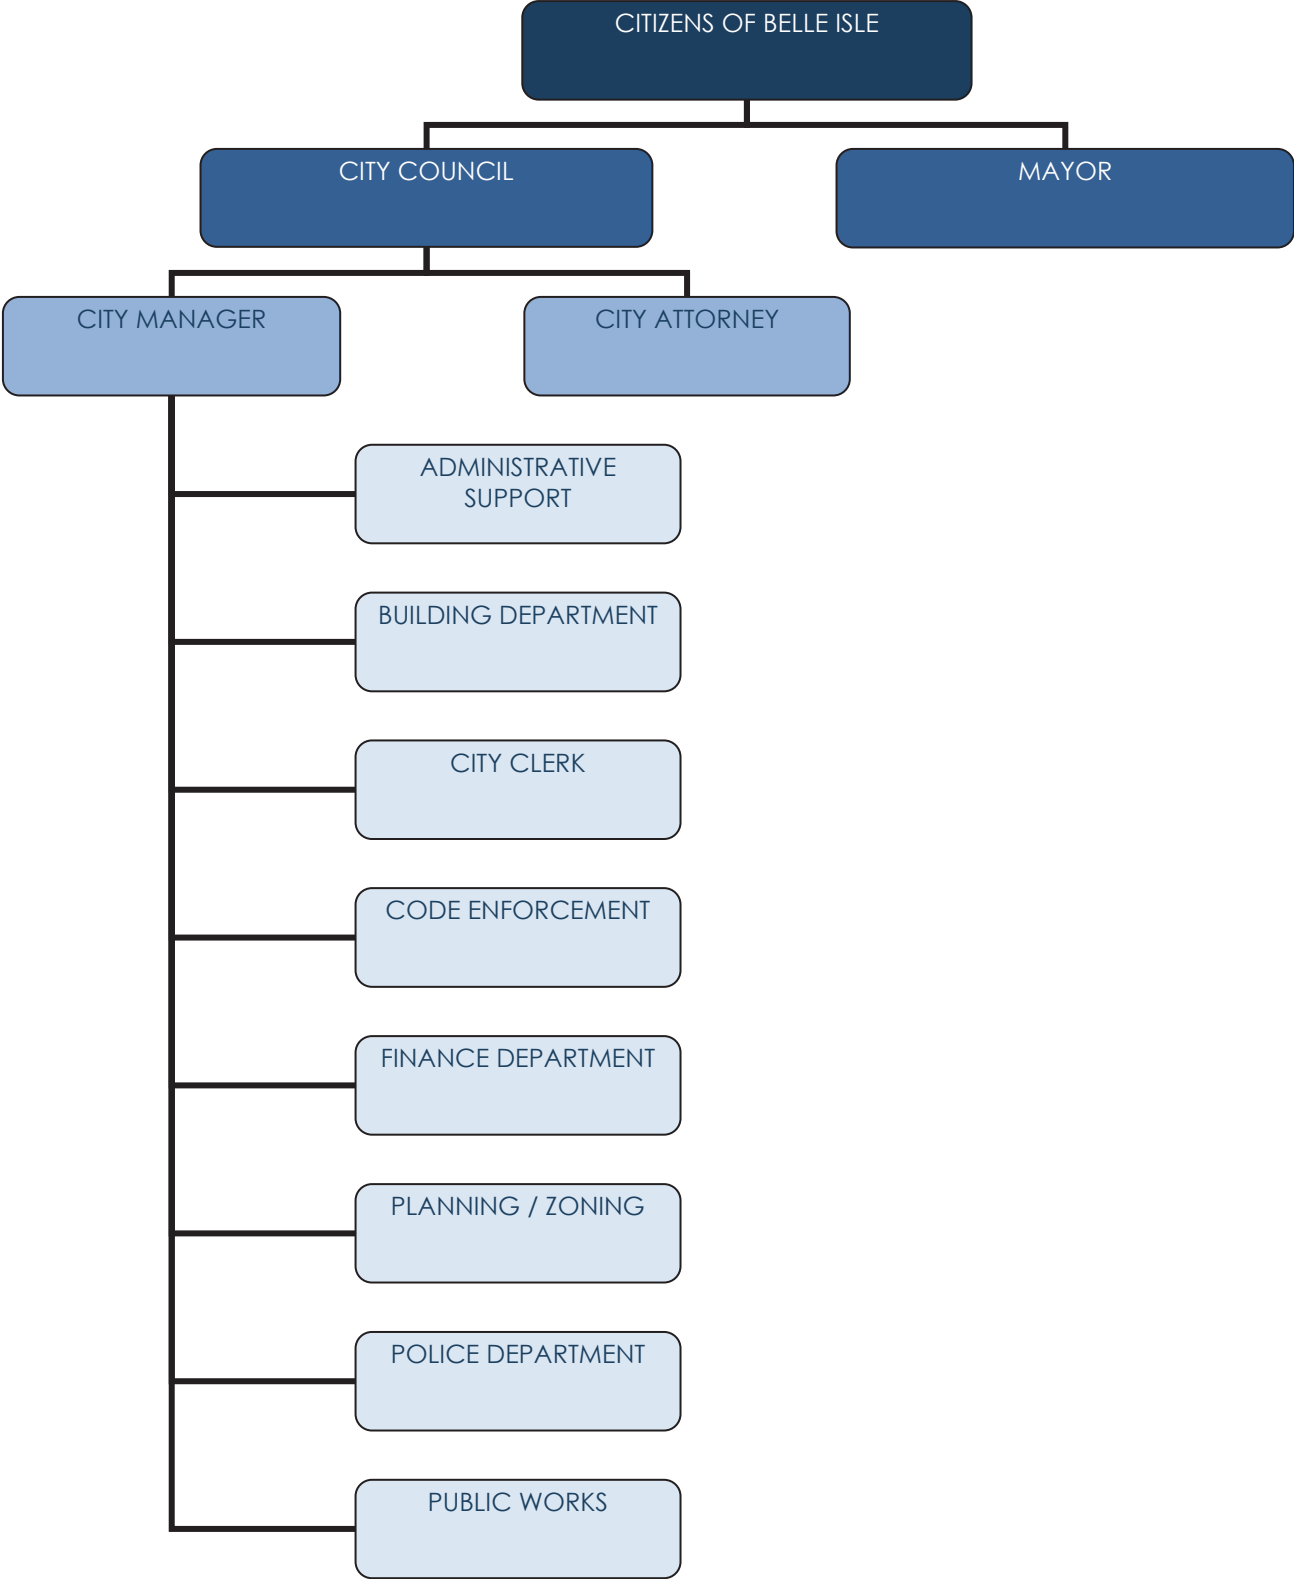 CITIZENS OF BELLE ISLE
CITY COUNCIL
MAYOR
CITY MANAGER
CITY ATTORNEY
ADMINISTRATIVE
SUPPORT
BUILDING DEPARTMENT
CITY CLERK
CODE ENFORCEMENT
FINANCE DEPARTMENT
PLANNING / ZONING
POLICE DEPARTMENT
PUBLIC WORKS